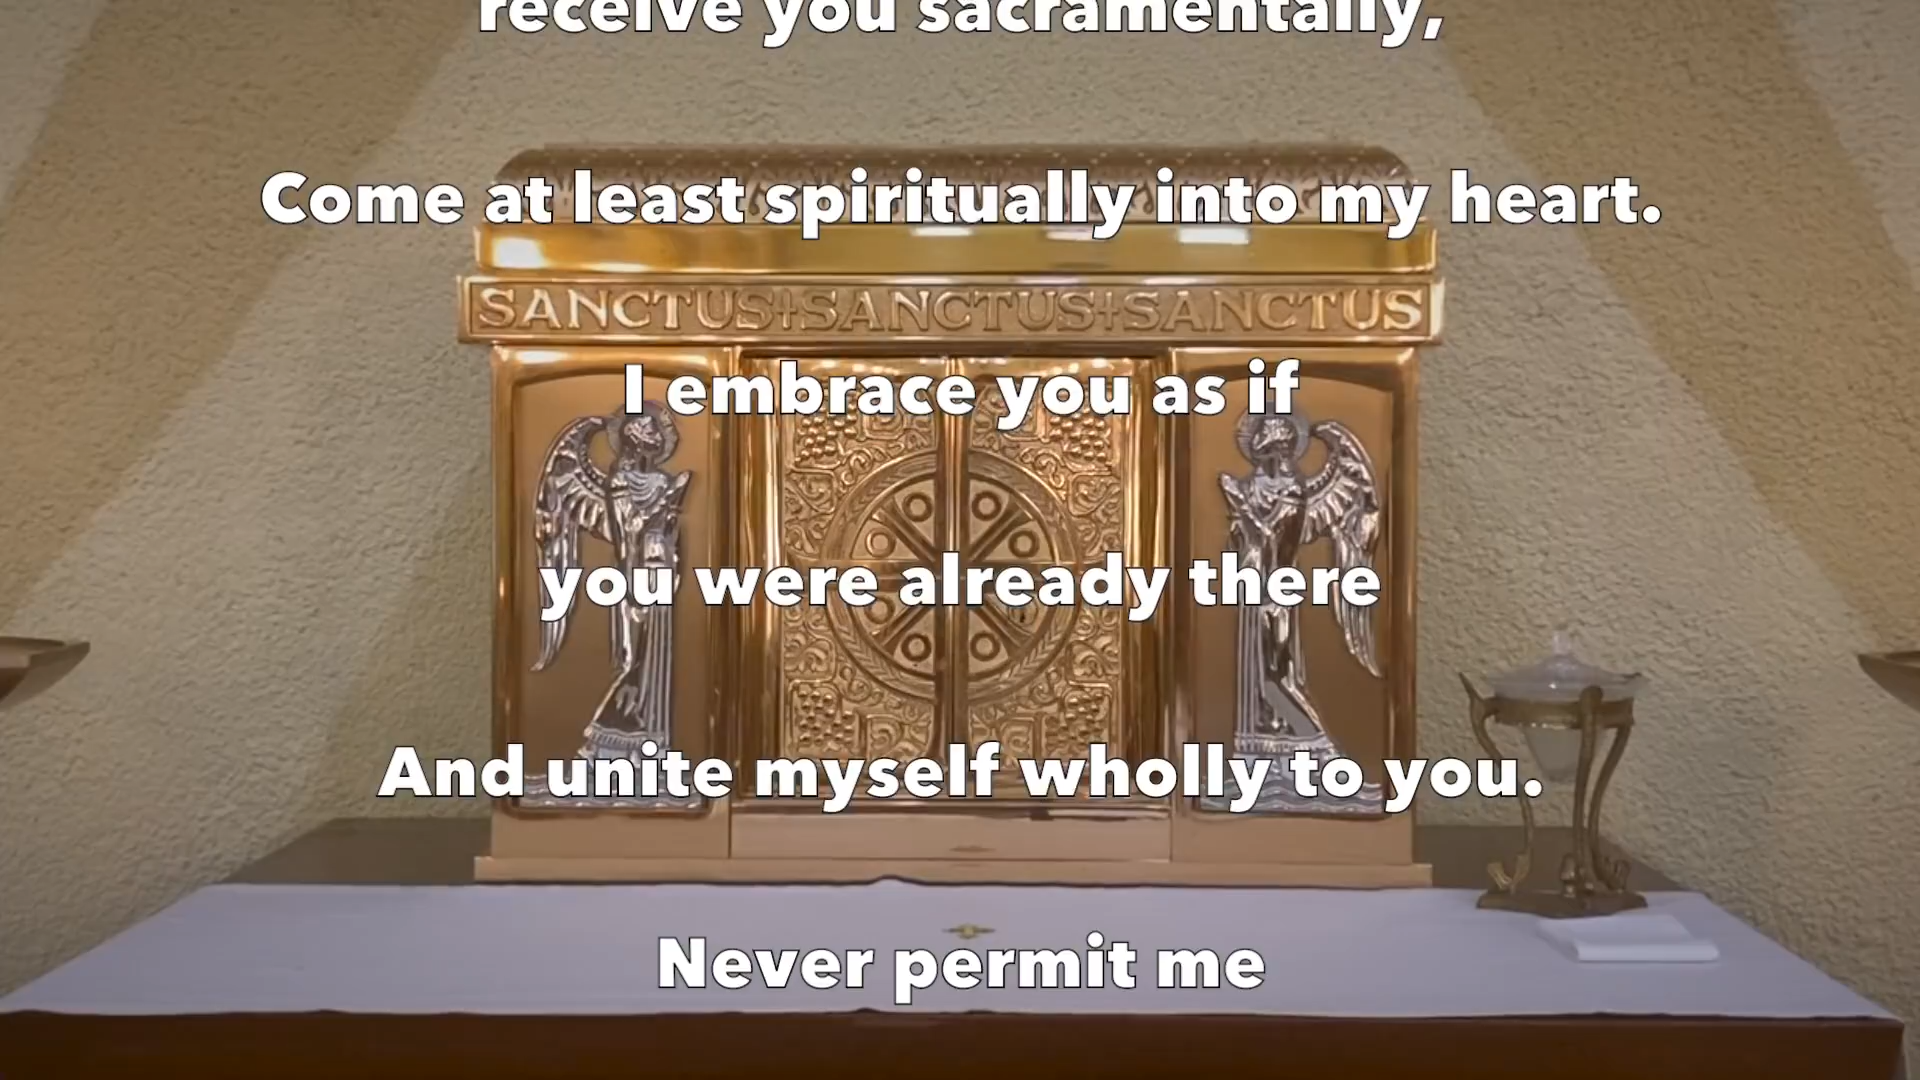 receive you sacramentally,
Come at least spiritually into my heart.
SANCTUS+SANCTUS+SANCTUS
I embrace you as if
you were already there
And unite myself wholly to you.
Never permit me